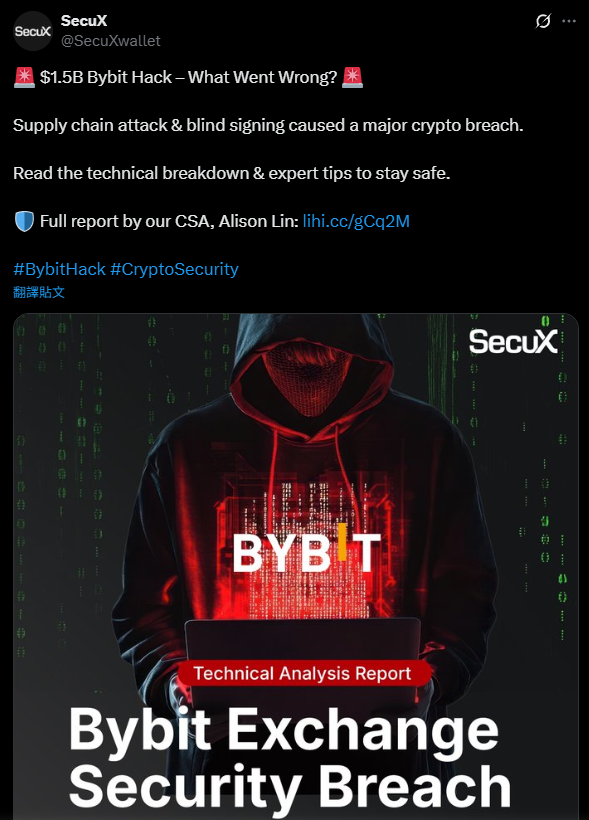 SecuX
SecuX
@SecuXwallet
🚨 $1.5B Bybit Hack – What Went Wrong? 🚨
Supply chain attack & blind signing caused a major crypto breach.
Read the technical breakdown & expert tips to stay safe.
🛡️ Full report by our CSA, Alison Lin: lihi.cc/gCq2M
#BybitHack #CryptoSecurity
翻譯貼文
SecuX
BYBIT
Technical Analysis Report
Bybit Exchange
Security Breach